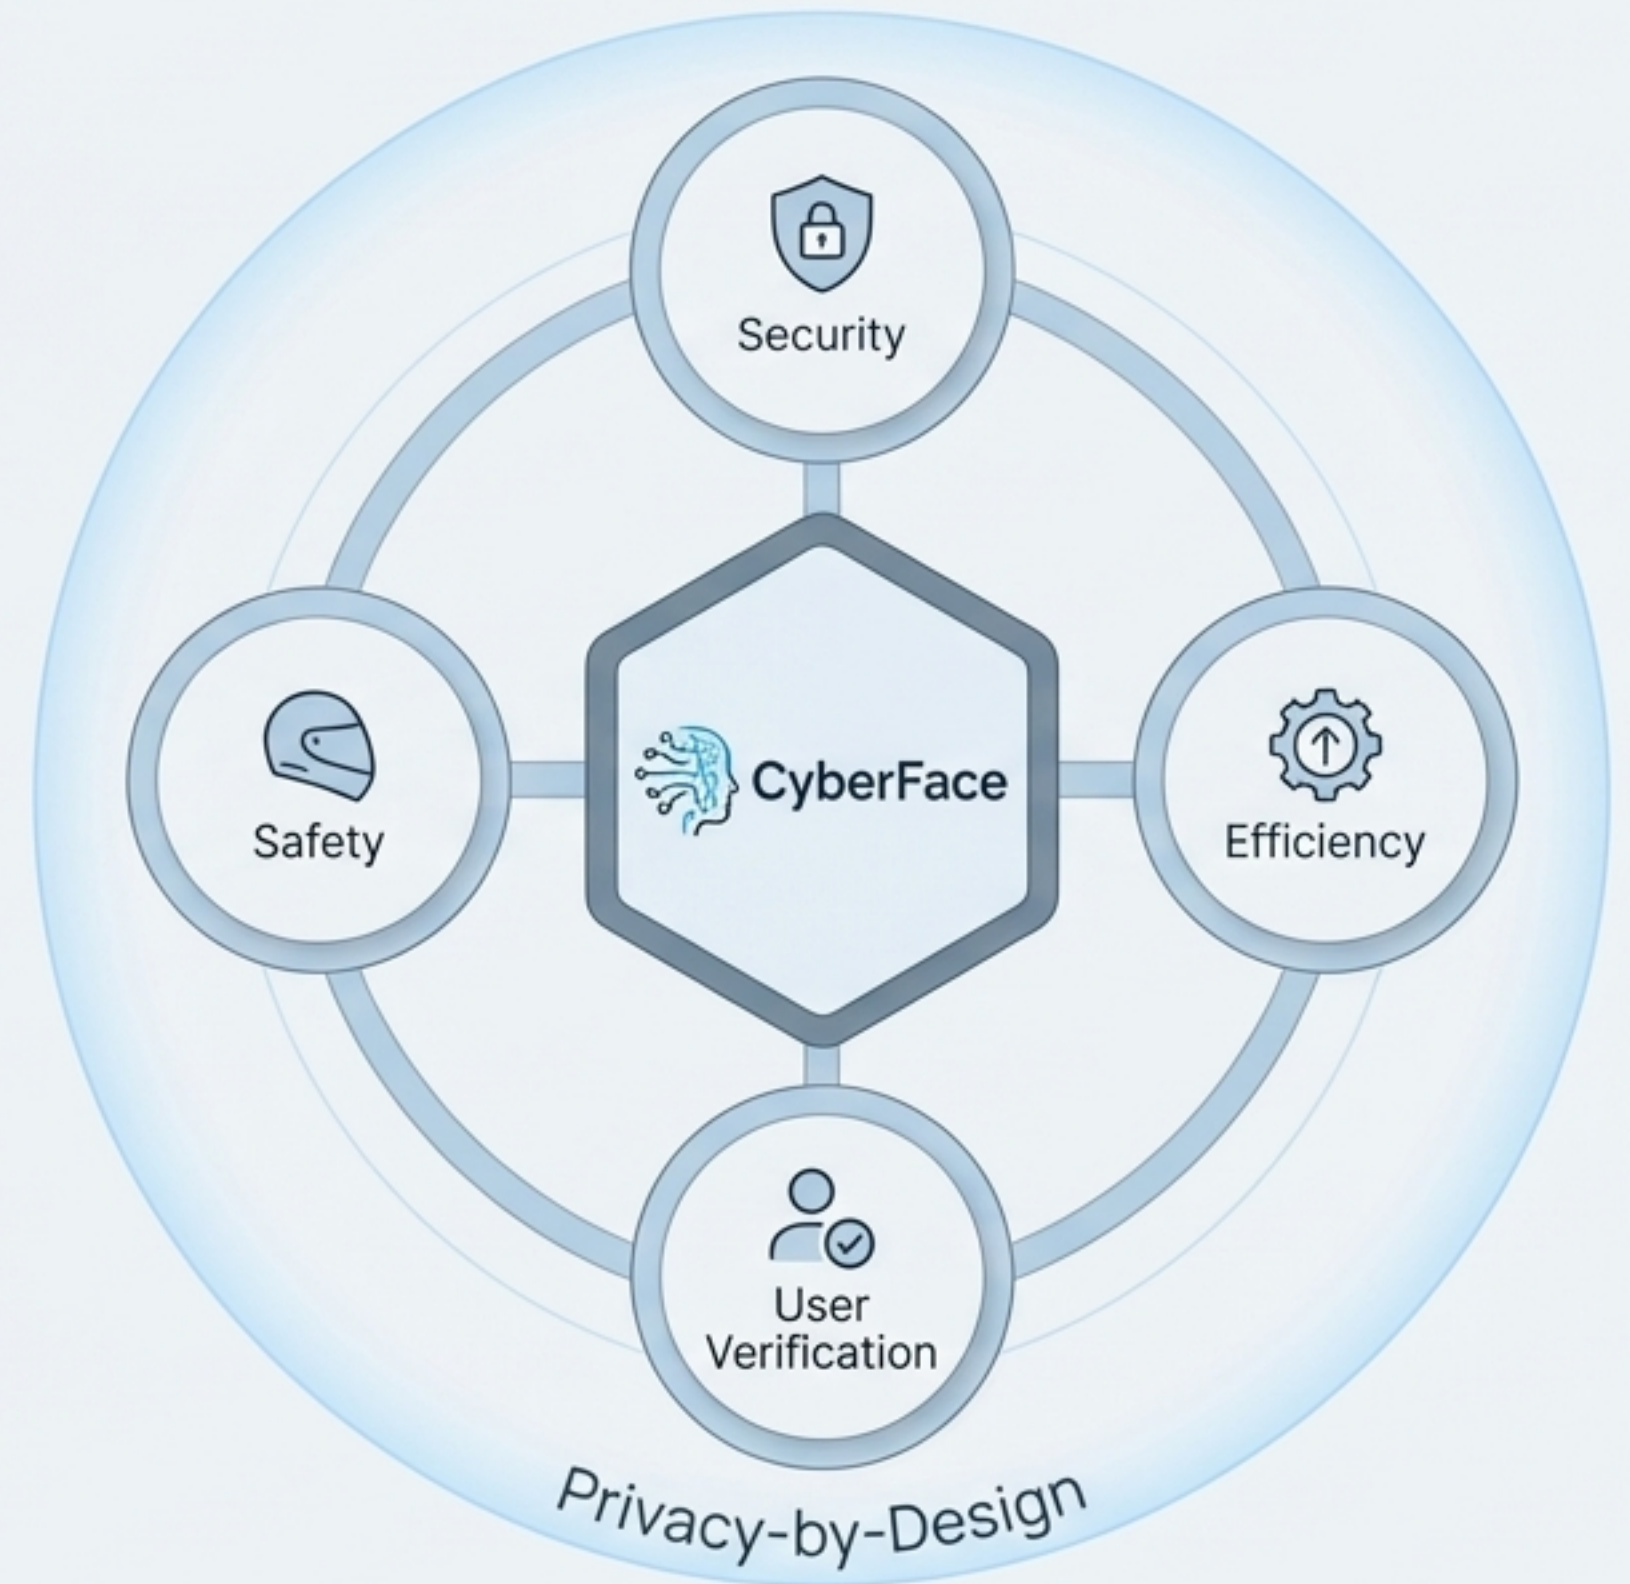 Security
Safety
CyberFace
Efficiency
User
Verification
Privacy-by-Design